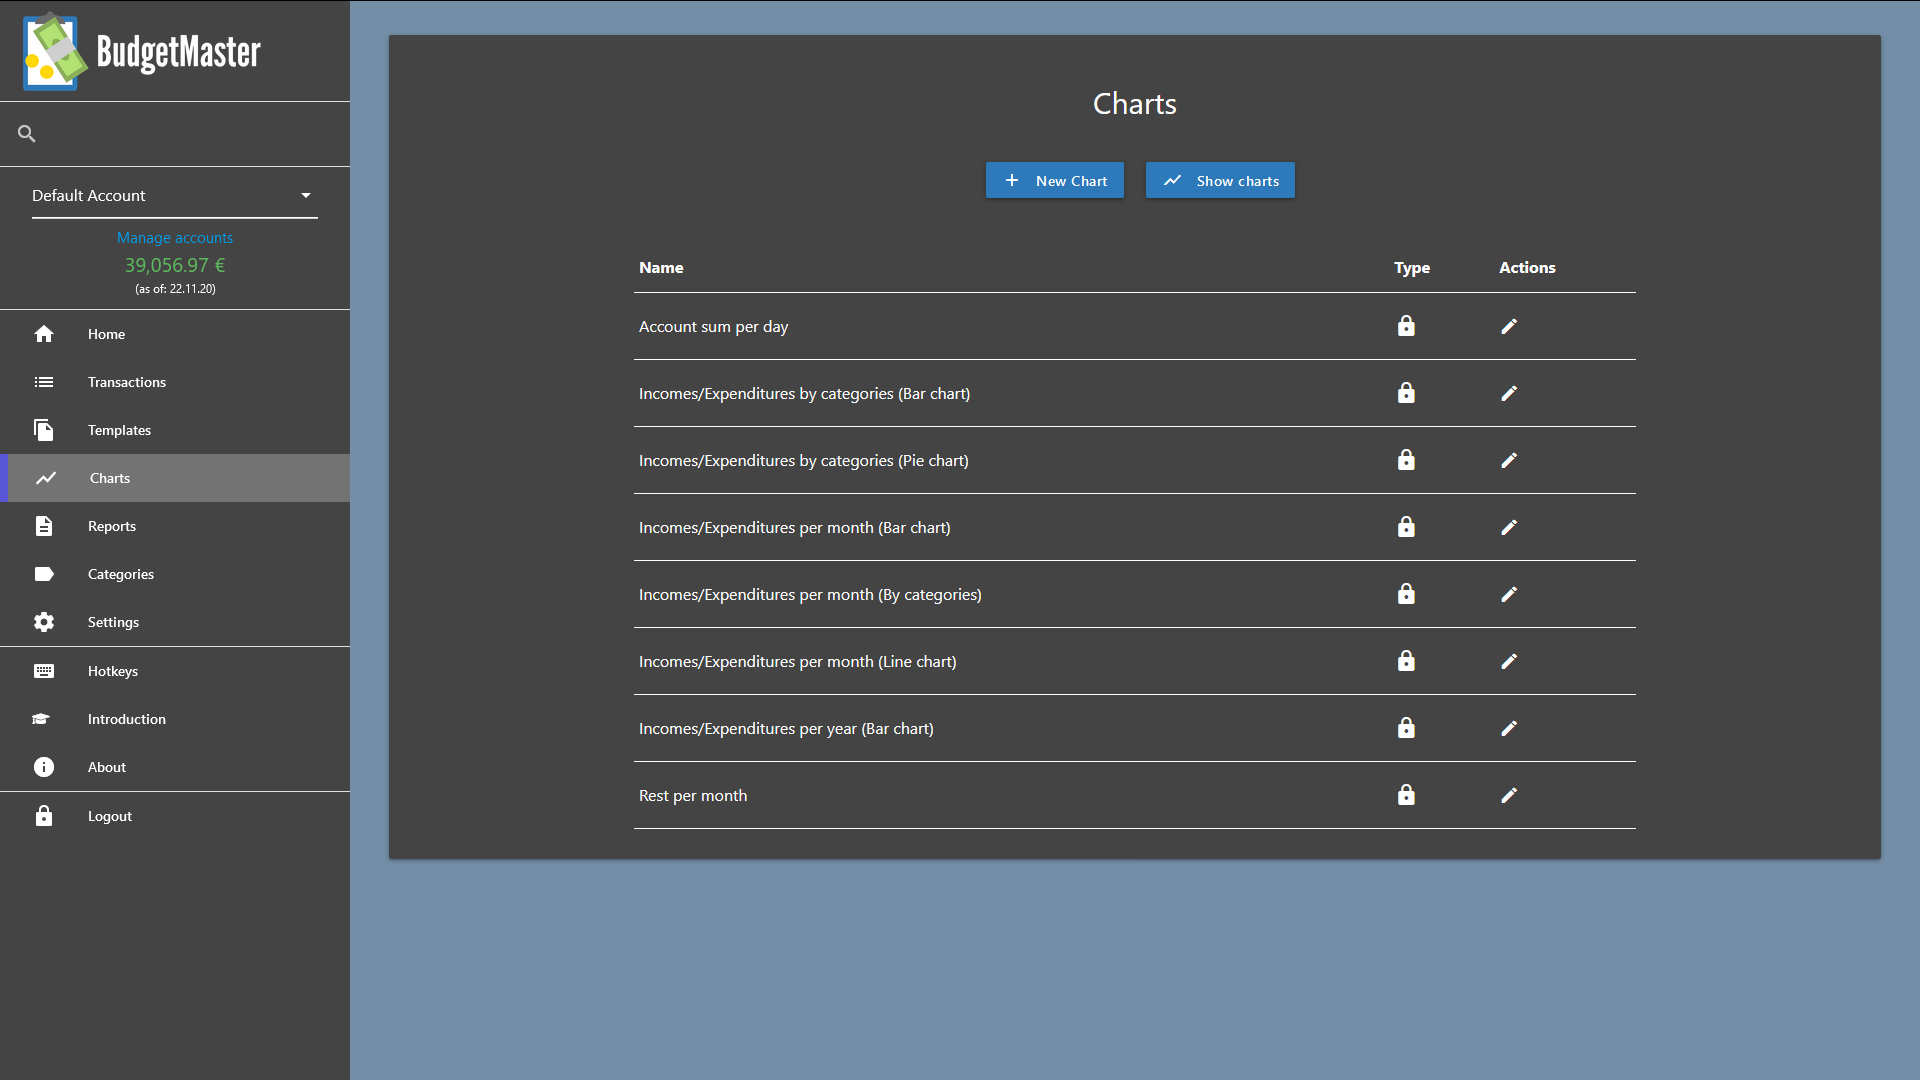 BudgetMaster
Default Account
Manage accounts
39,056.97 €
(as of: 22.11.20)
Home
Transactions
Templates
Charts
Reports
Categories
Settings
Hotkeys
Introduction
About
Logout
Charts
New Chart Show charts
Name Type Actions
Account sum per day
Incomes/Expenditures by categories (Bar chart)
Incomes/Expenditures by categories (Pie chart)
Incomes/Expenditures per month (Bar chart)
Incomes/Expenditures per month (By categories)
Incomes/Expenditures per month (Line chart)
Incomes/Expenditures per year (Bar chart)
Rest per month